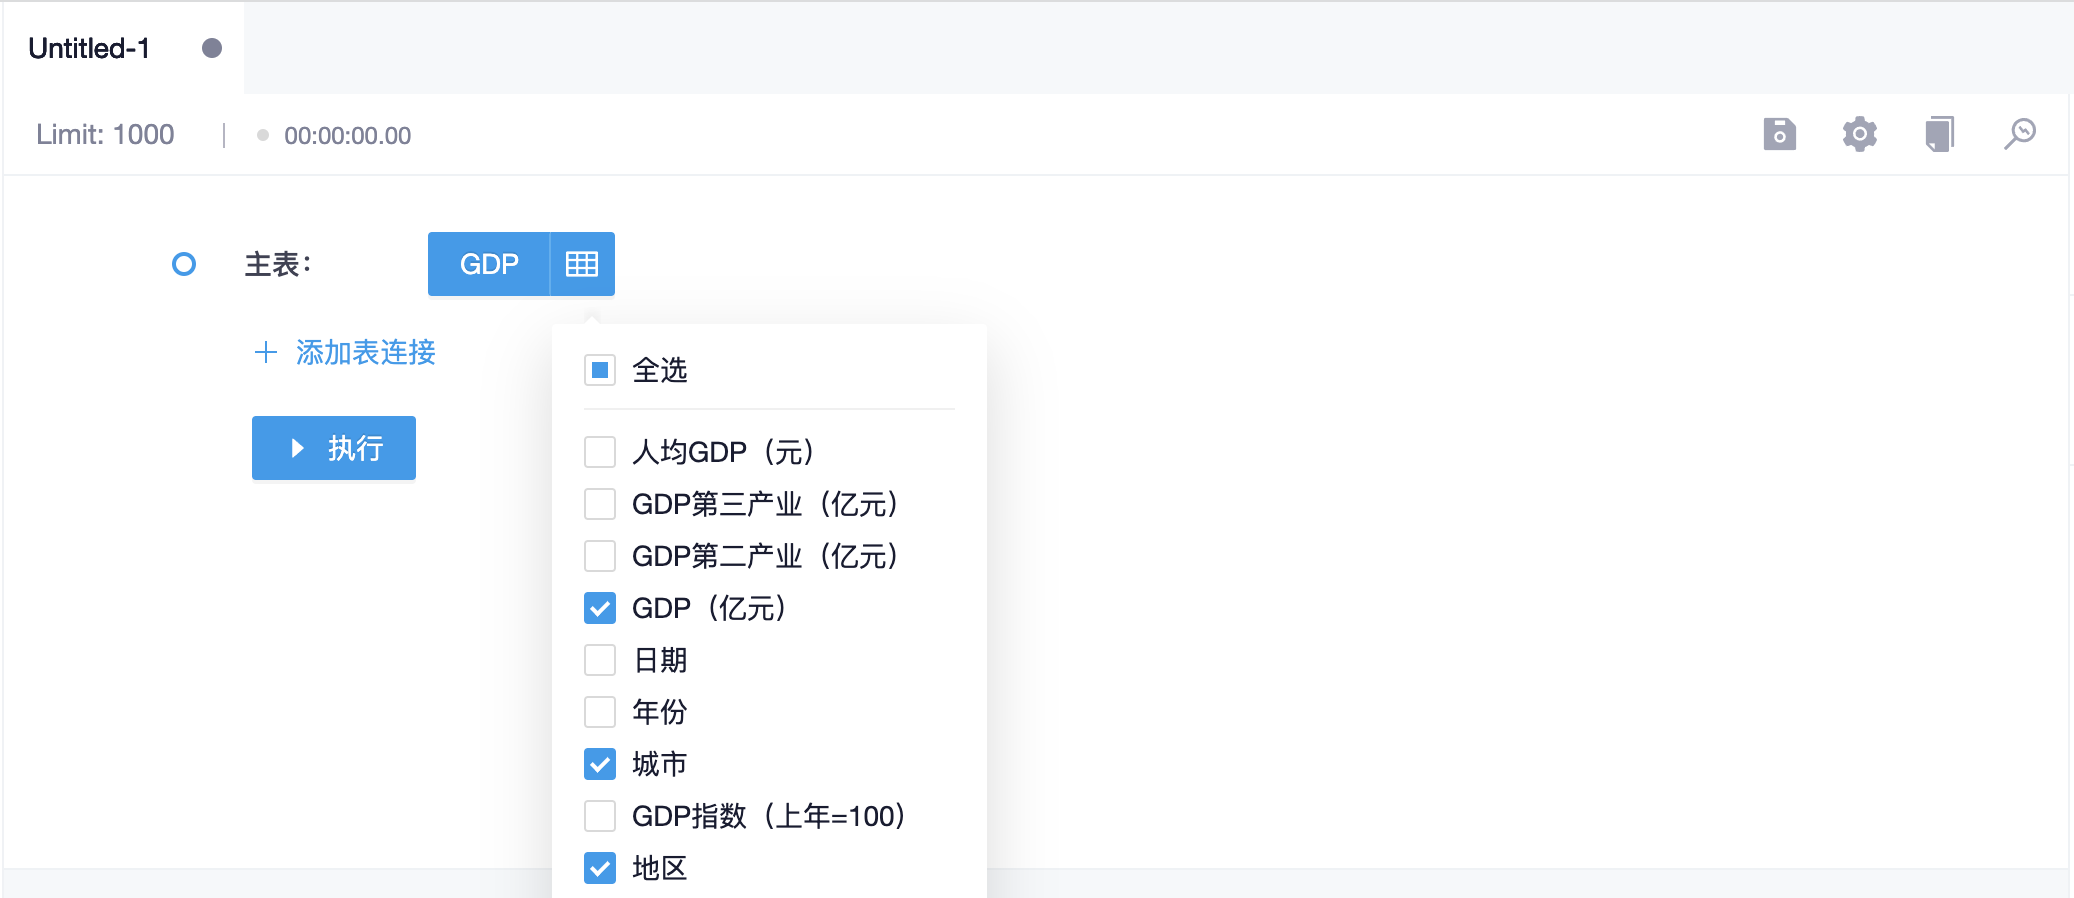 Untitled-1
Limit: 1000
00:00:00.00
主表：
GDP
添加表连接
执行
全选
人均GDP（元）
GDP第三产业（亿元）
GDP第二产业（亿元）
GDP（亿元）
日期
年份
城市
GDP指数（上年=100）
地区